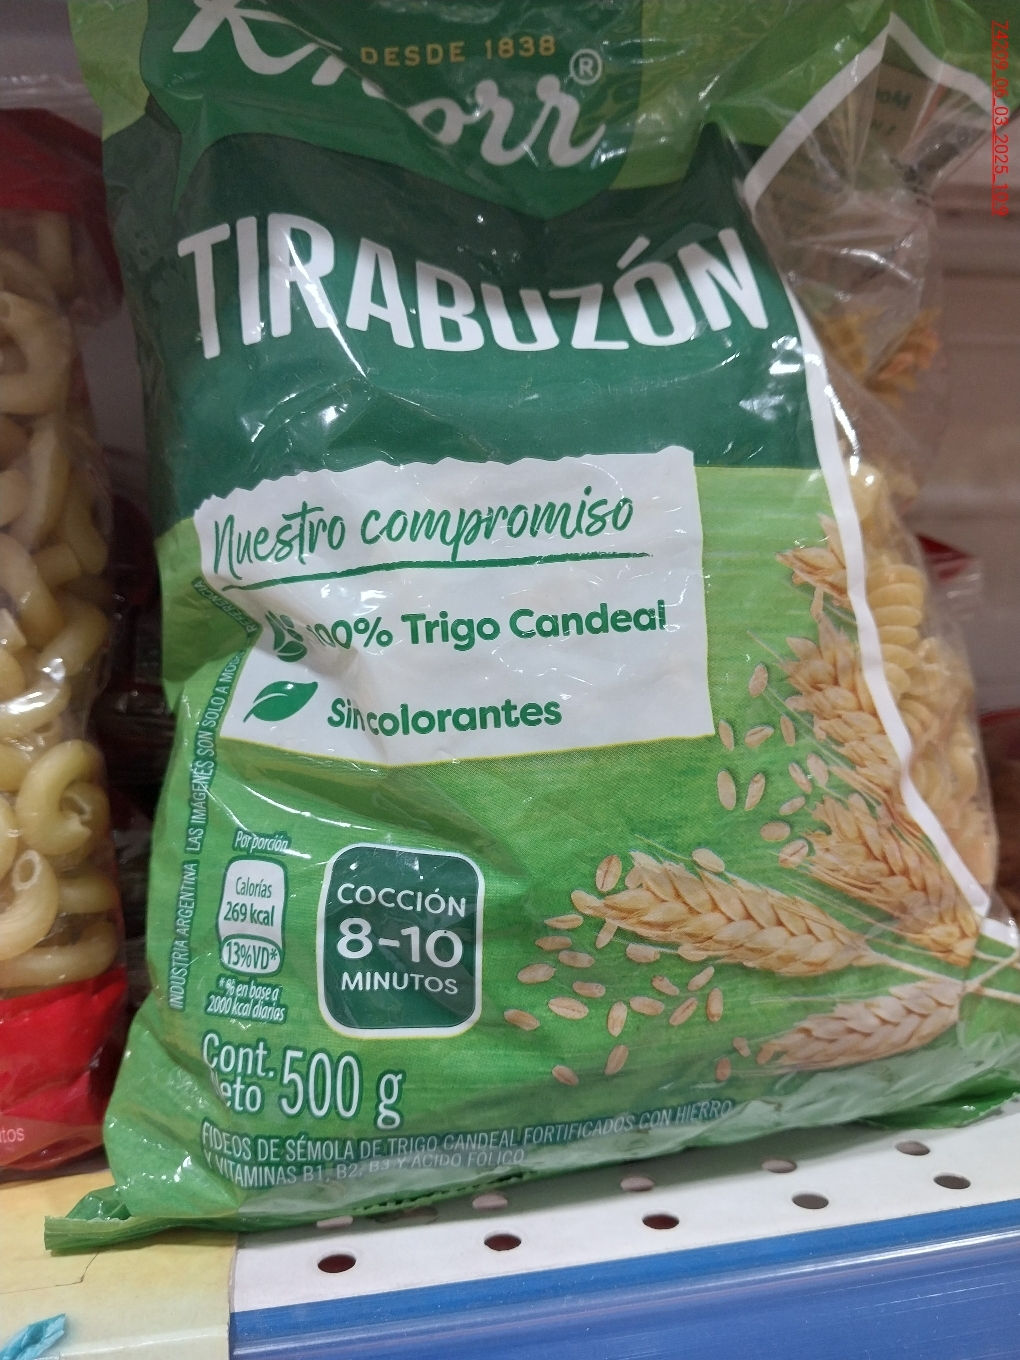 Knorr®
DESDE 1838
TIRABUZÓN
Nuestro compromiso
100% Trigo Candeal
Sin colorantes
INDUSTRIA ARGENTINA LAS IMÁGENES SON SOLO A MODO
Por porción
Calorías
269 kcal
13%VD*
*% en base a
2000 kcal diarias
COCCIÓN
8-10
MINUTOS
Cont.
Neto 500 g
FIDEOS DE SÉMOLA DE TRIGO CANDEAL FORTIFICADOS CON HIERRO
Y VITAMINAS B1, B2, B3 Y ÁCIDO FÓLICO